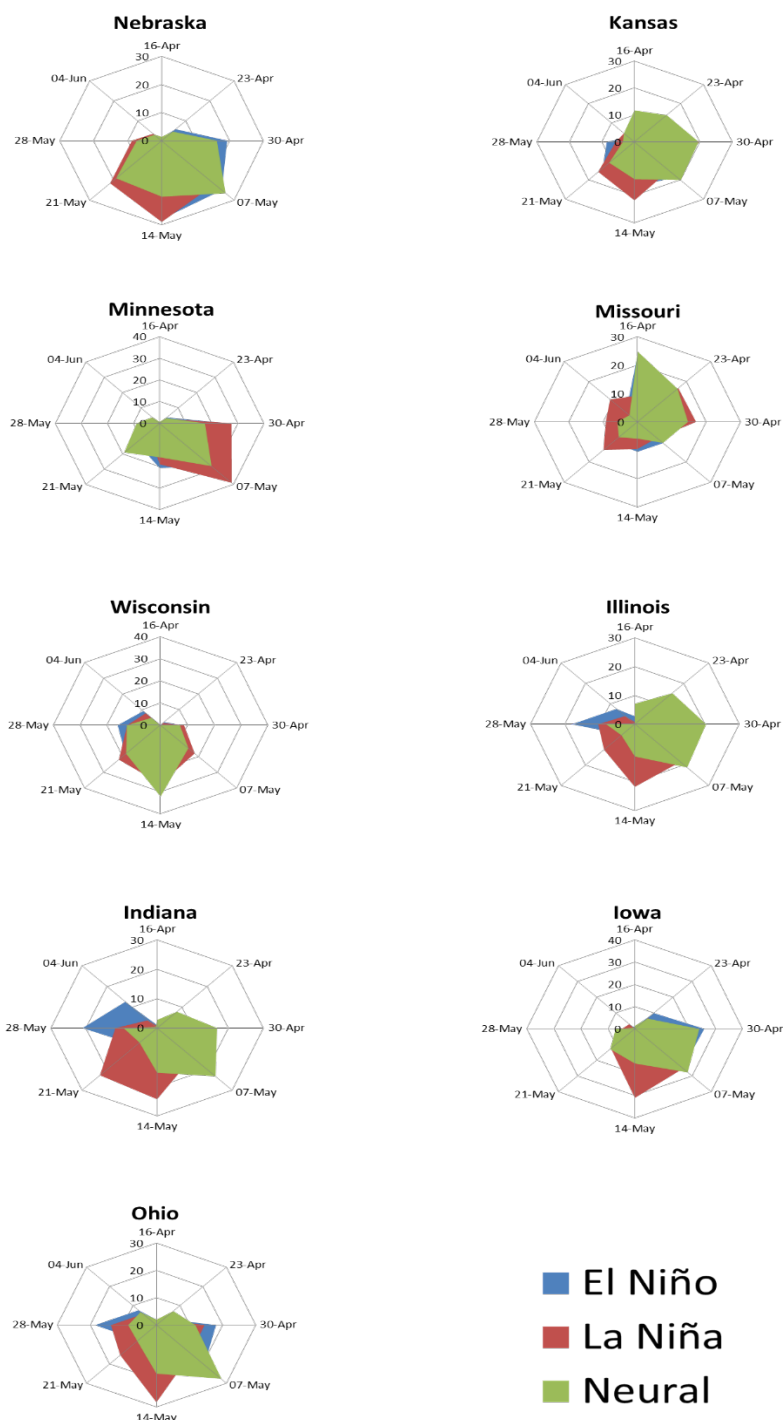 Nebraska
16-Apr
30
04-Jun
20
23-Apr
10
28-May
0
30-Apr
21-May
07-May
14-May
Kansas
16-Apr
30
04-Jun
20
23-Apr
10
28-May
0
30-Apr
21-May
07-May
14-May
Minnesota
16-Apr
40
04-Jun
30
23-Apr
20
10
28-May
0
30-Apr
21-May
07-May
14-May
Missouri
16-Apr
30
04-Jun
20
23-Apr
10
28-May
0
30-Apr
21-May
07-May
14-May
Wisconsin
16-Apr
40
04-Jun
30
23-Apr
20
10
28-May
0
30-Apr
21-May
07-May
14-May
Illinois
16-Apr
30
04-Jun
20
23-Apr
10
28-May
0
30-Apr
21-May
07-May
14-May
Indiana
16-Apr
30
04-Jun
20
23-Apr
10
28-May
0
30-Apr
21-May
07-May
14-May
Iowa
16-Apr
40
04-Jun
30
23-Apr
20
10
28-May
0
30-Apr
21-May
07-May
14-May
Ohio
16-Apr
30
04-Jun
20
23-Apr
10
28-May
0
30-Apr
21-May
07-May
14-May
El Niño
La Niña
Neural